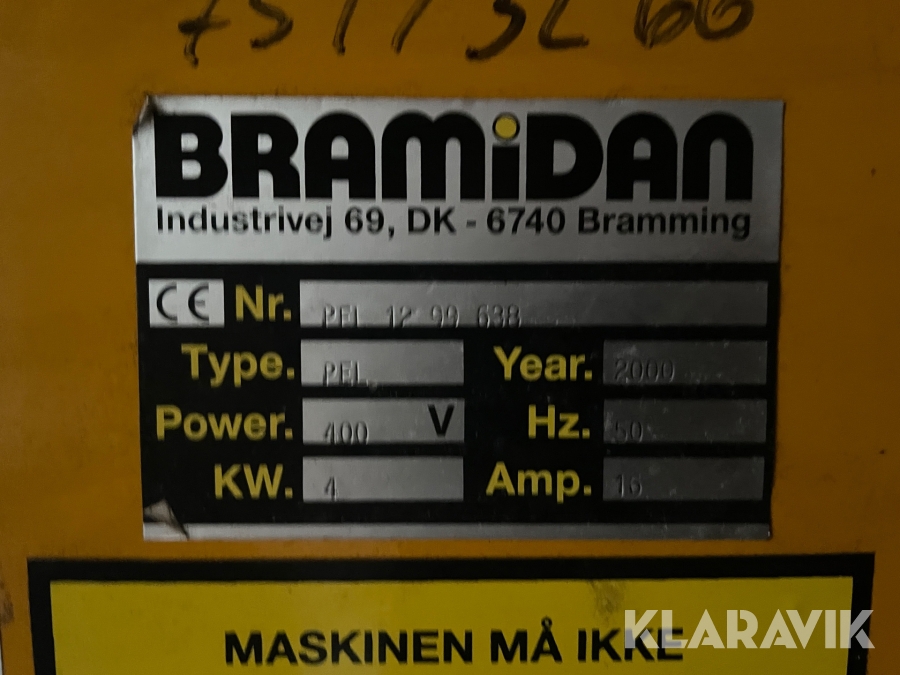 BRAMiDAN
Industrivej 69, DK - 6740 Bramming
CE Nr. PEL 12 99 638
Type. PEL Year. 2000
Power. 400 V Hz. 50
KW. 4 Amp. 16
MASKINEN MÅ IKKE
KLARAVIK